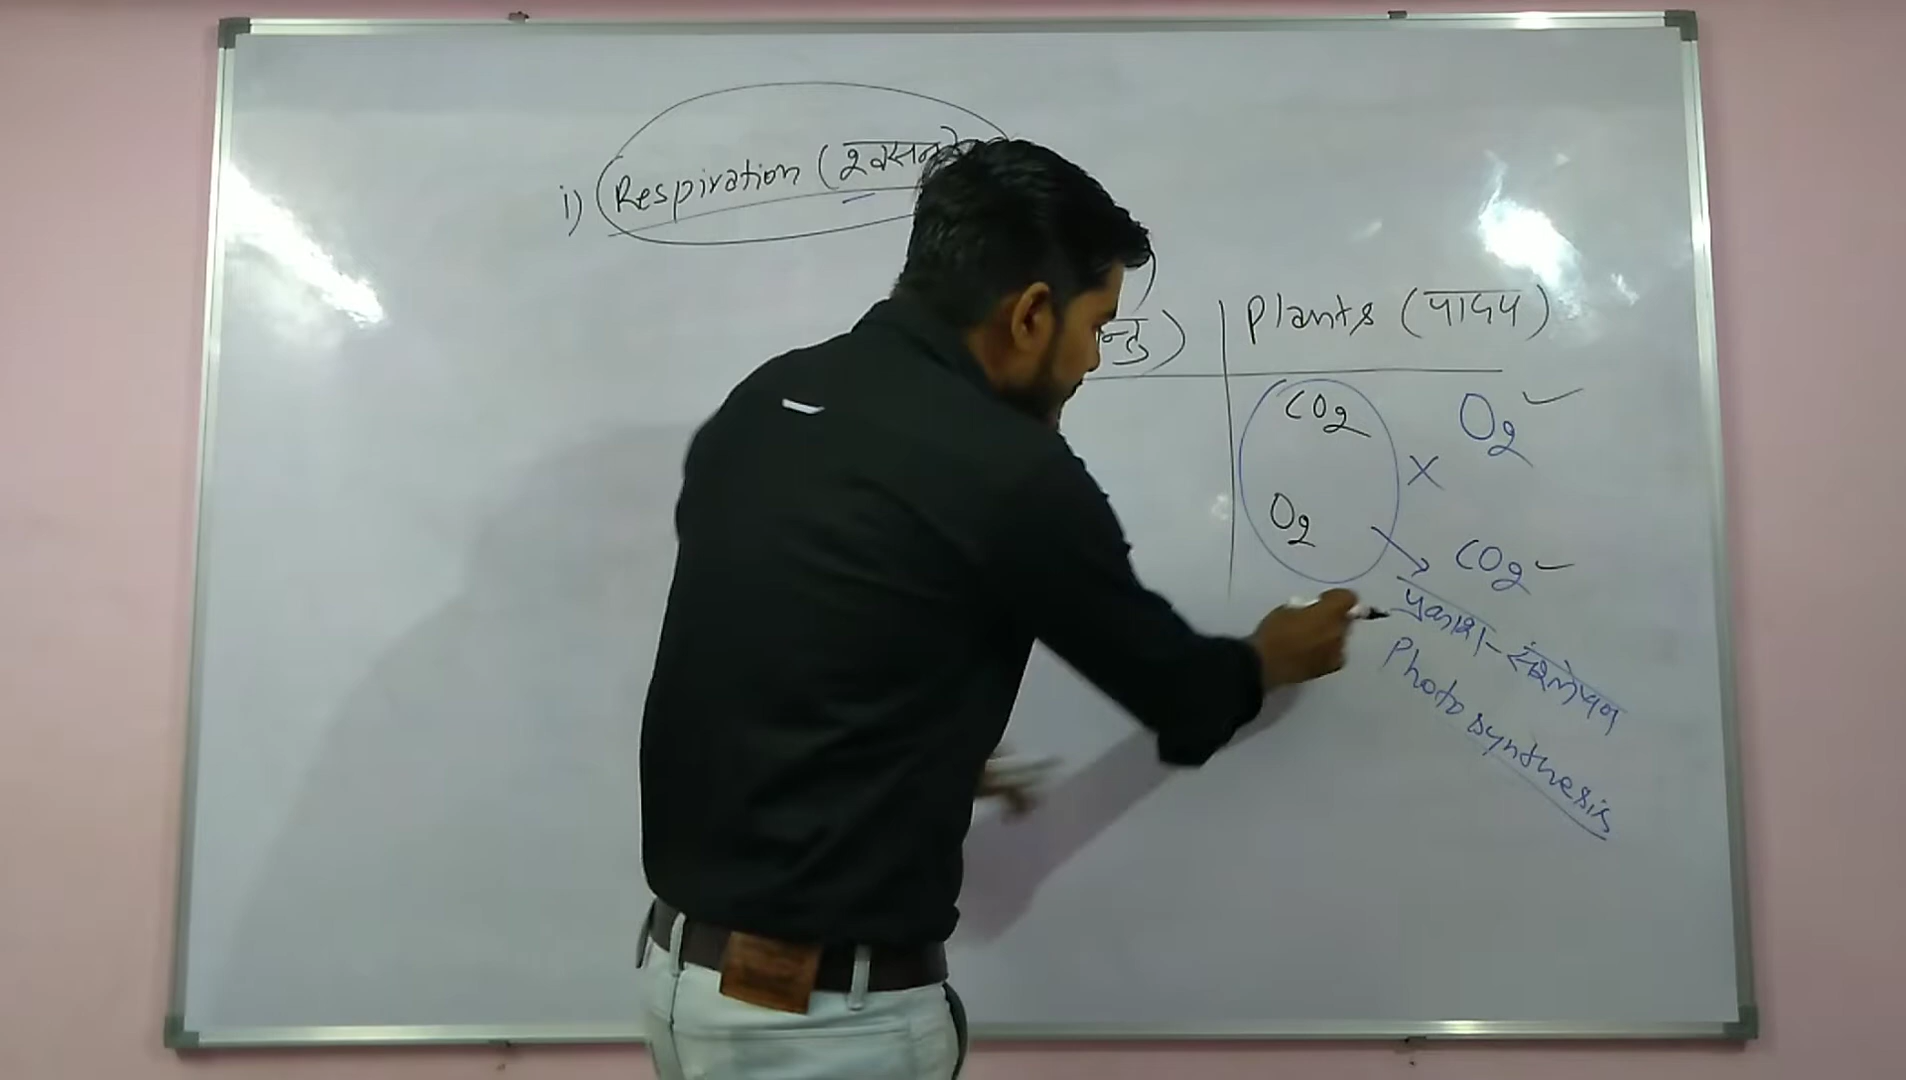 i) Respiration (श्वसन
न्तु) Plants (पादप)
CO2 O2
×
O2 CO2
प्रकाश-संश्लेषण
Photosynthesis